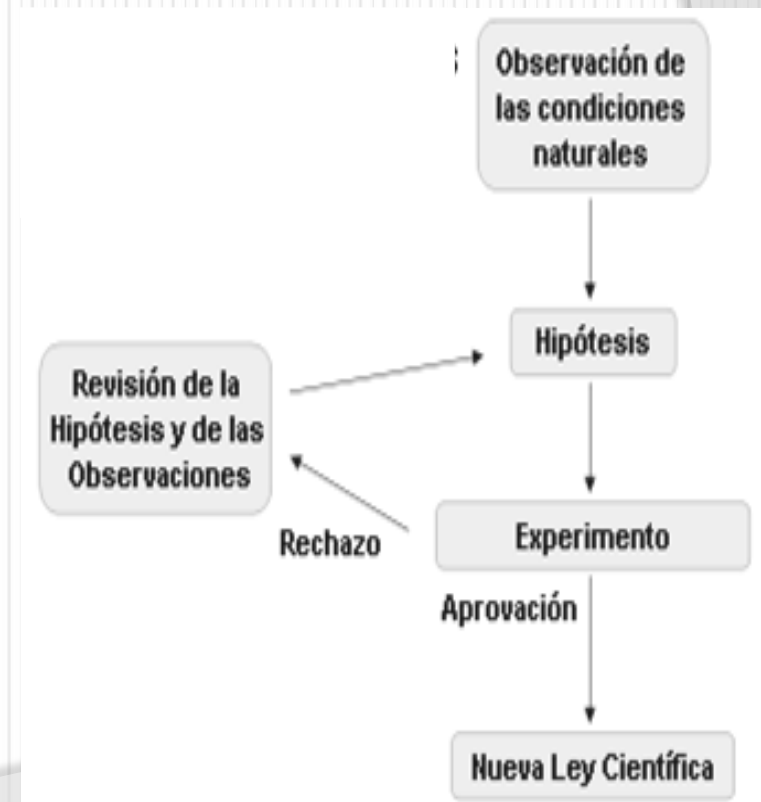 Observación de
las condiciones
naturales
Hipótesis
Revisión de la
Hipótesis y de las
Observaciones
Rechazo
Experimento
Aprovación
Nueva Ley Científica